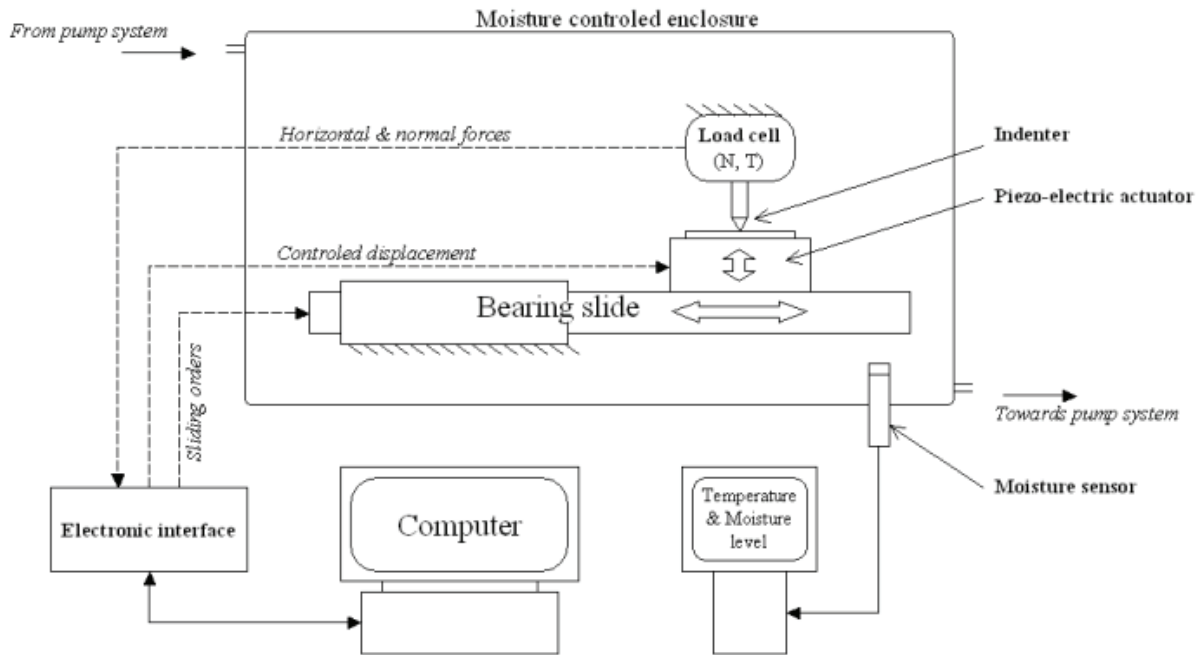 Moisture controled enclosure
From pump system
Horizontal & normal forces
Load cell
(N, T)
Indenter
Piezo-electric actuator
Controled displacement
Bearing slide
Sliding orders
Towards pump system
Moisture sensor
Electronic interface
Computer
Temperature
& Moisture
level